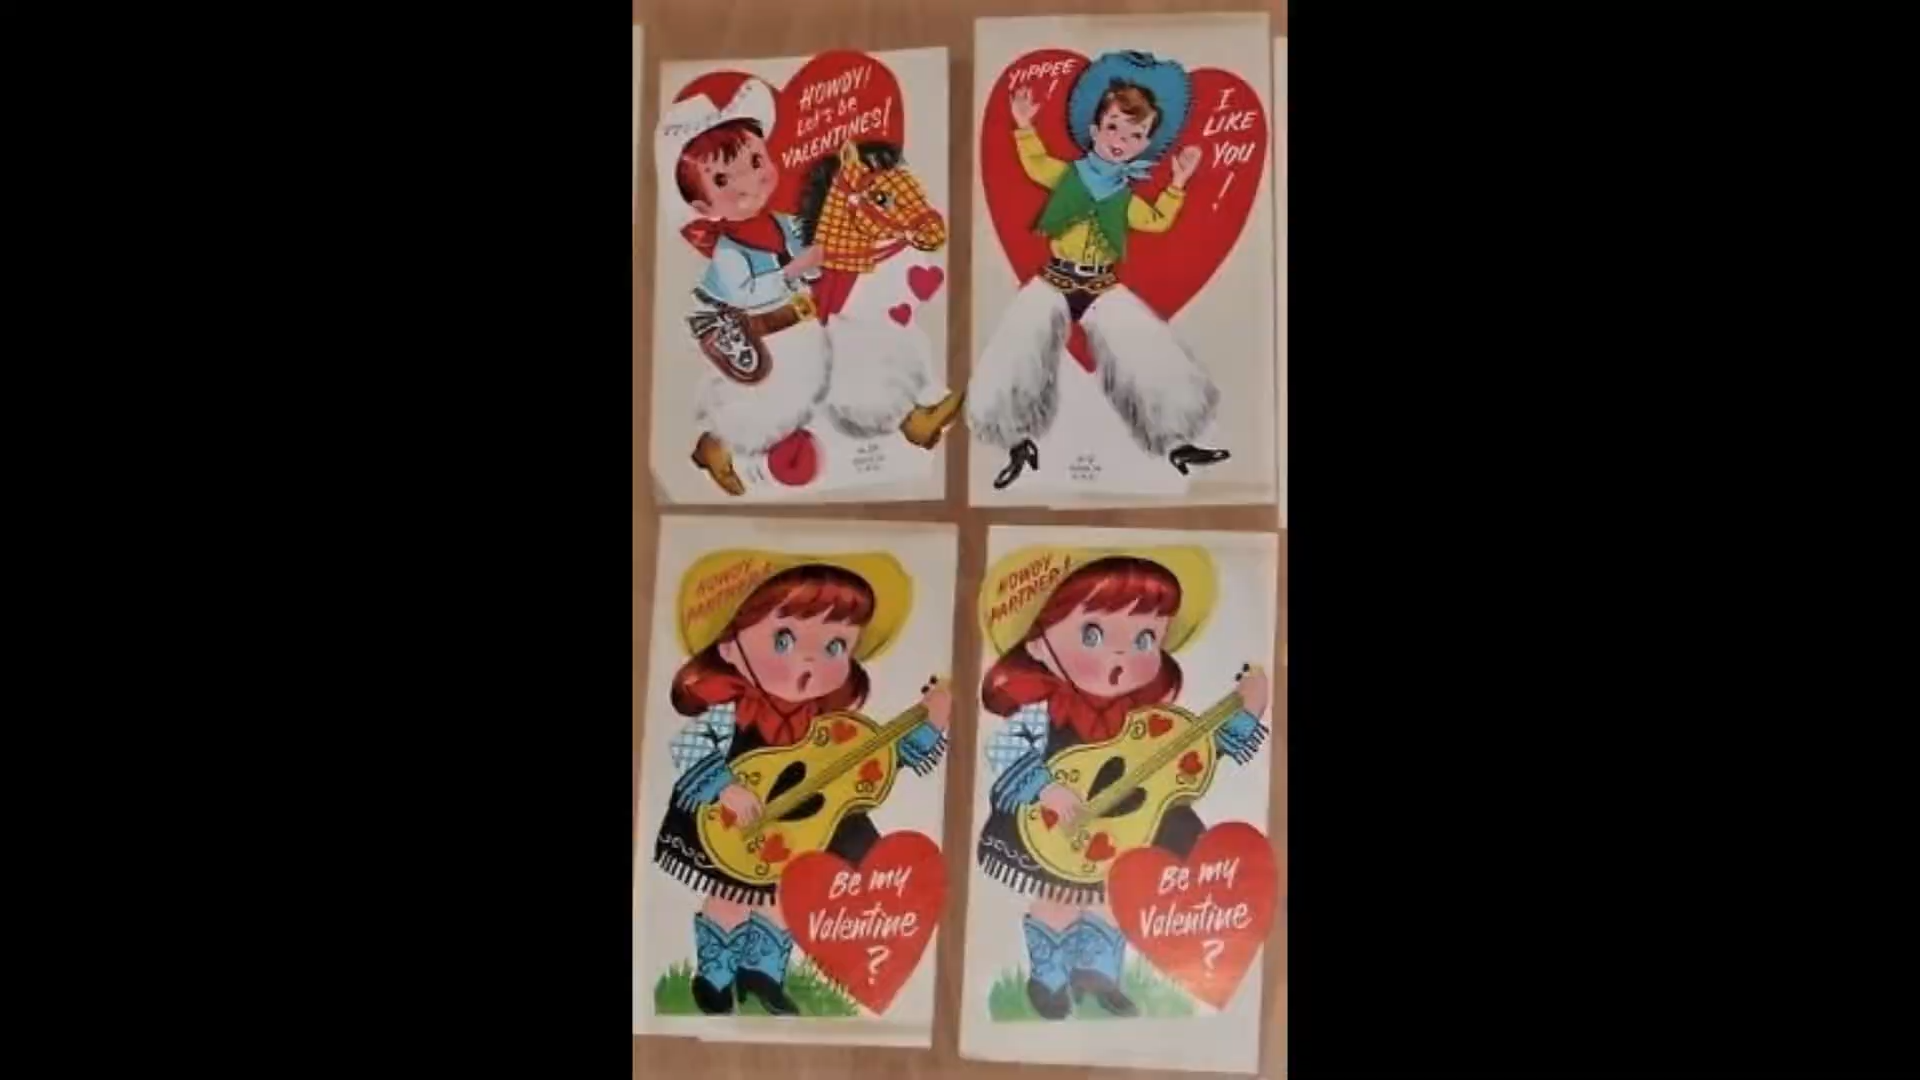 HOWDY!
Let's be
VALENTINES!
YIPPEE
!
I
LIKE
YOU
!
HOWDY
PARTNER!
Be my
Valentine
?
HOWDY
PARTNER!
Be my
Valentine
?